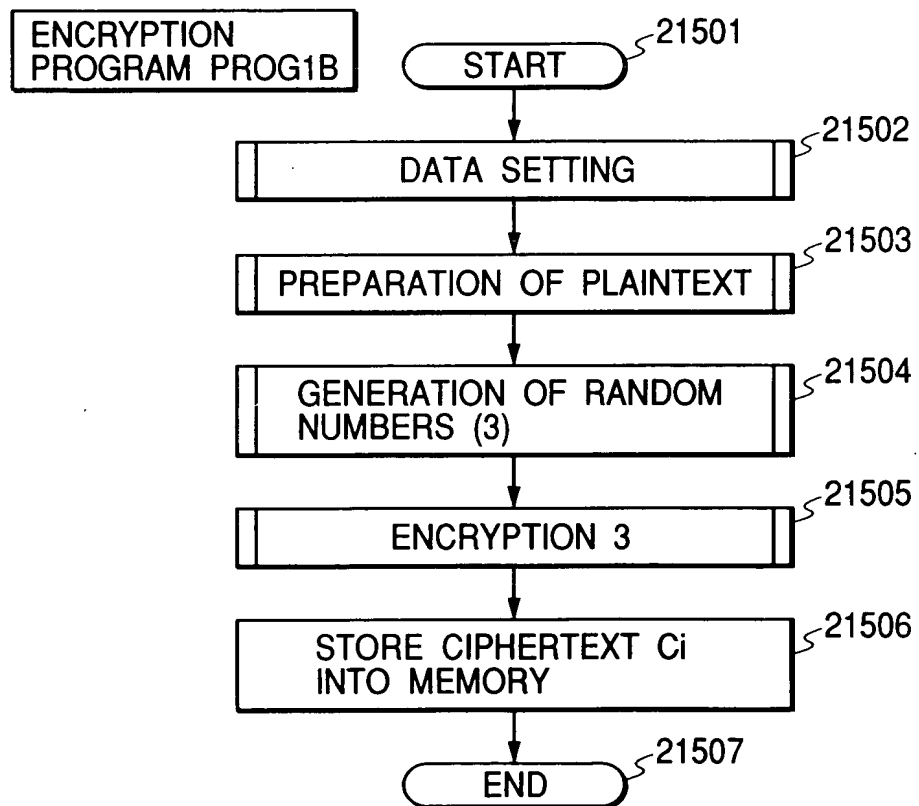 ENCRYPTION
PROGRAM PROG1B
21501
START
21502
DATA SETTING
21503
PREPARATION OF PLAINTEXT
21504
GENERATION OF RANDOM
NUMBERS (3)
21505
ENCRYPTION 3
21506
STORE CIPHERTEXT Ci
INTO MEMORY
21507
END